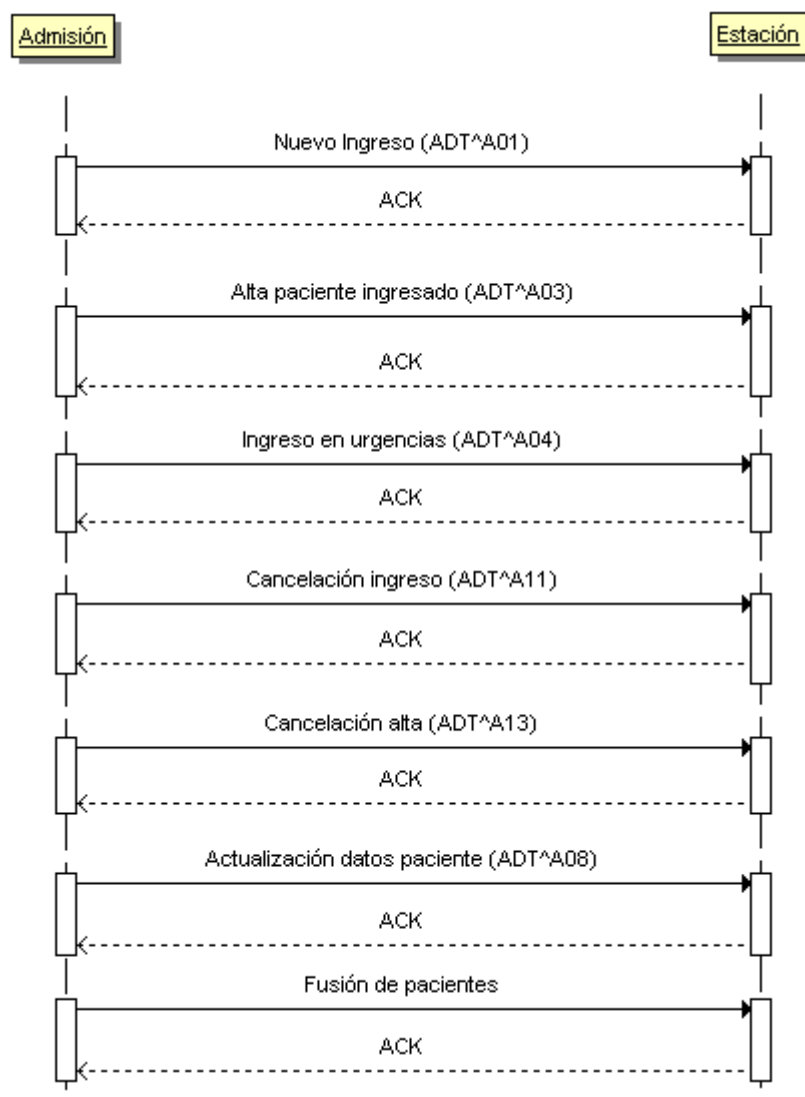 Admisión
Estación
Nuevo Ingreso (ADT^A01)
ACK
Alta paciente ingresado (ADT^A03)
ACK
Ingreso en urgencias (ADT^A04)
ACK
Cancelación ingreso (ADT^A11)
ACK
Cancelación alta (ADT^A13)
ACK
Actualización datos paciente (ADT^A08)
ACK
Fusión de pacientes
ACK